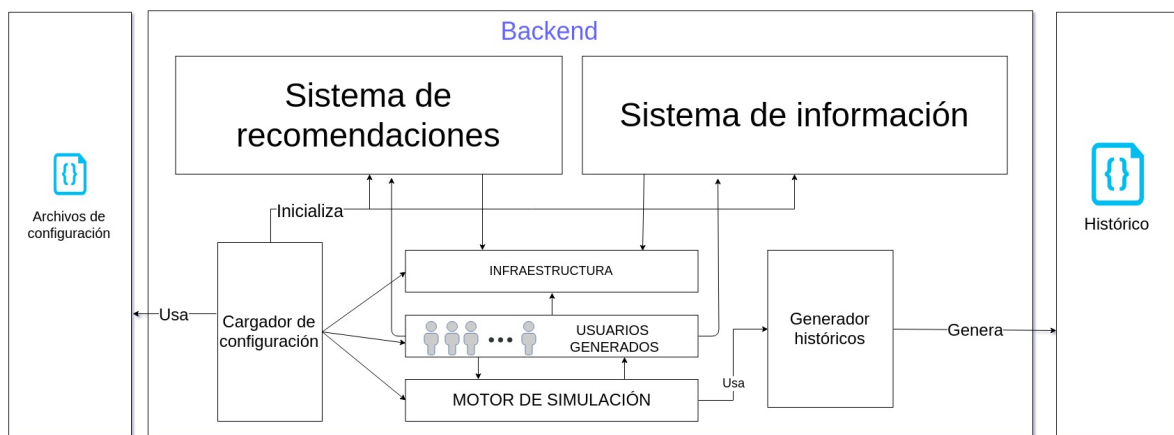 Backend
Sistema de
recomendaciones
Sistema de información
{}
Archivos de
configuración
{}
Histórico
Inicializa
INFRAESTRUCTURA
Usa
Cargador de
configuración
USUARIOS
GENERADOS
Generador
históricos
Genera
Usa
MOTOR DE SIMULACIÓN